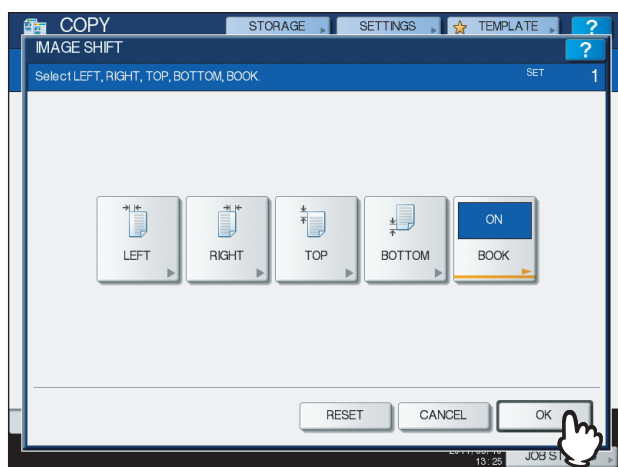 COPY
STORAGE
SETTINGS
TEMPLATE
?
IMAGE SHIFT
?
Select LEFT, RIGHT, TOP, BOTTOM, BOOK.
SET
1
LEFT
RIGHT
TOP
BOTTOM
ON
BOOK
RESET
CANCEL
OK
13:25
JOB